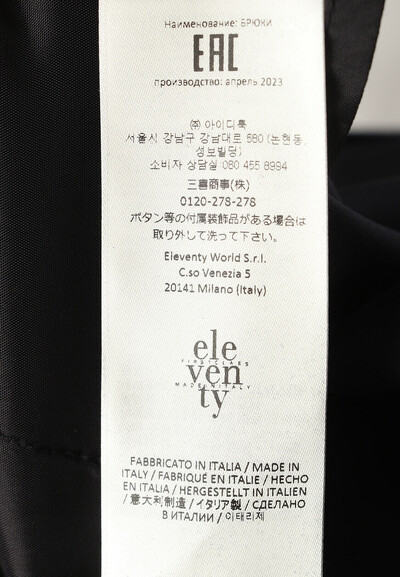 Наименование: БРЮКИ
EAC
производство: апрель 2023
㈜ 아이디룩
서울시 강남구 강남대로 580 (논현동,
성보빌딩)
소비자 상담실:080 455 8994
三喜商事(株)
0120-278-278
ボタン等の付属装飾品がある場合は
取り外して洗って下さい。
Eleventy World S.r.l.
C.so Venezia 5
20141 Milano (Italy)
ele
FIRSTCLASS
ven
MADEINITALY
ty
FABBRICATO IN ITALIA / MADE IN
ITALY / FABRIQUÉ EN ITALIE / HECHO
EN ITALIA / HERGESTELLT IN ITALIEN
/ 意大利制造 / イタリア製 / СДЕЛАНО
В ИТАЛИИ / 이태리제